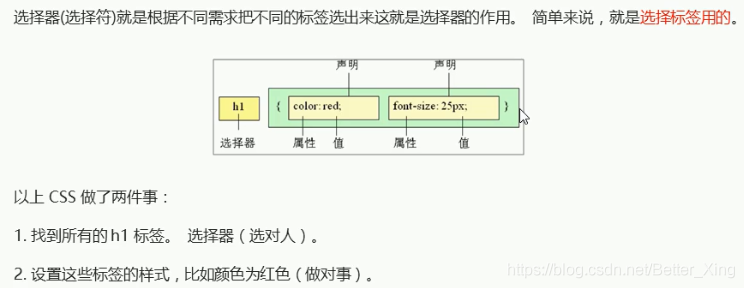 选择器(选择符)就是根据不同需求把不同的标签选出来这就是选择器的作用。 简单来说，就是选择标签用的。
声明 声明
h1 { color: red; font-size: 25px; }
选择器 属性 值 属性 值
以上 CSS 做了两件事：
1. 找到所有的 h1 标签。 选择器（选对人）。
2. 设置这些标签的样式，比如颜色为红色（做对事）。
https://blog.csdn.net/Better_Xing